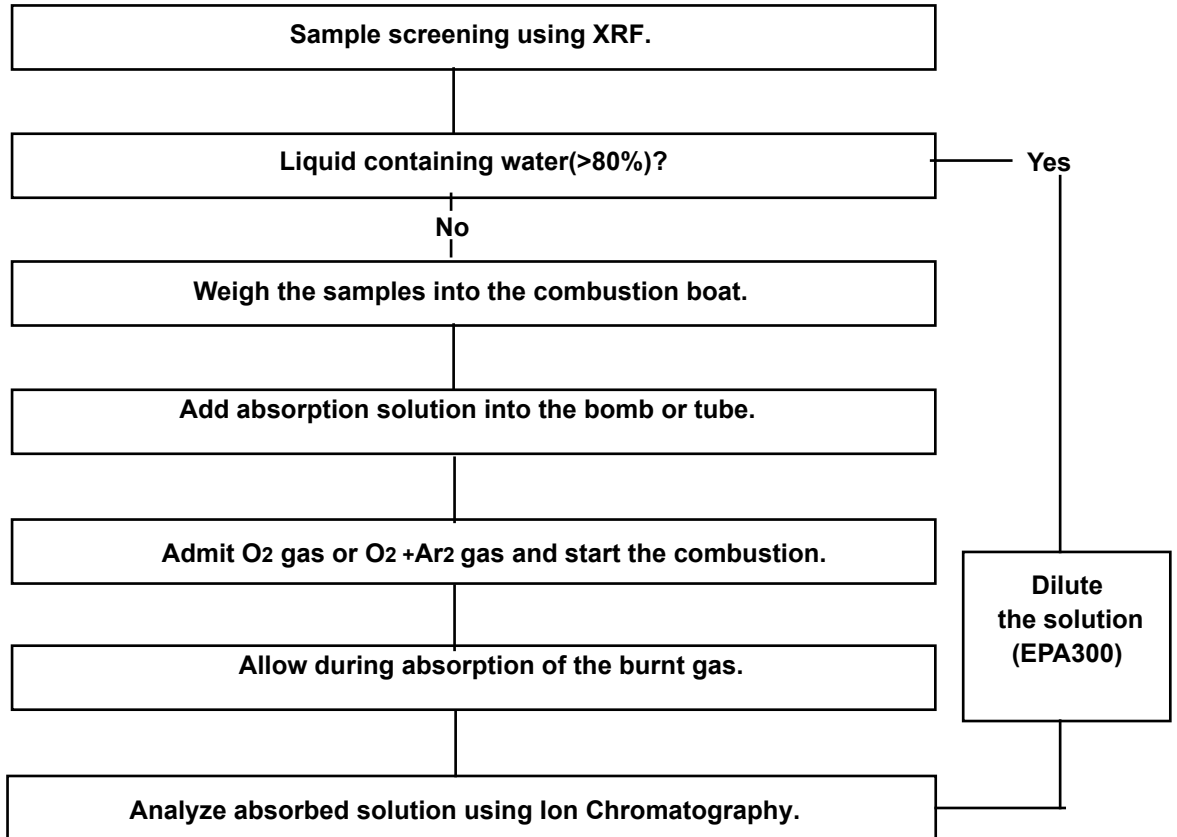 Sample screening using XRF.
Liquid containing water(>80%)?
Yes
No
Weigh the samples into the combustion boat.
Add absorption solution into the bomb or tube.
Admit O2 gas or O2 +Ar2 gas and start the combustion.
Dilute
the solution
(EPA300)
Allow during absorption of the burnt gas.
Analyze absorbed solution using Ion Chromatography.